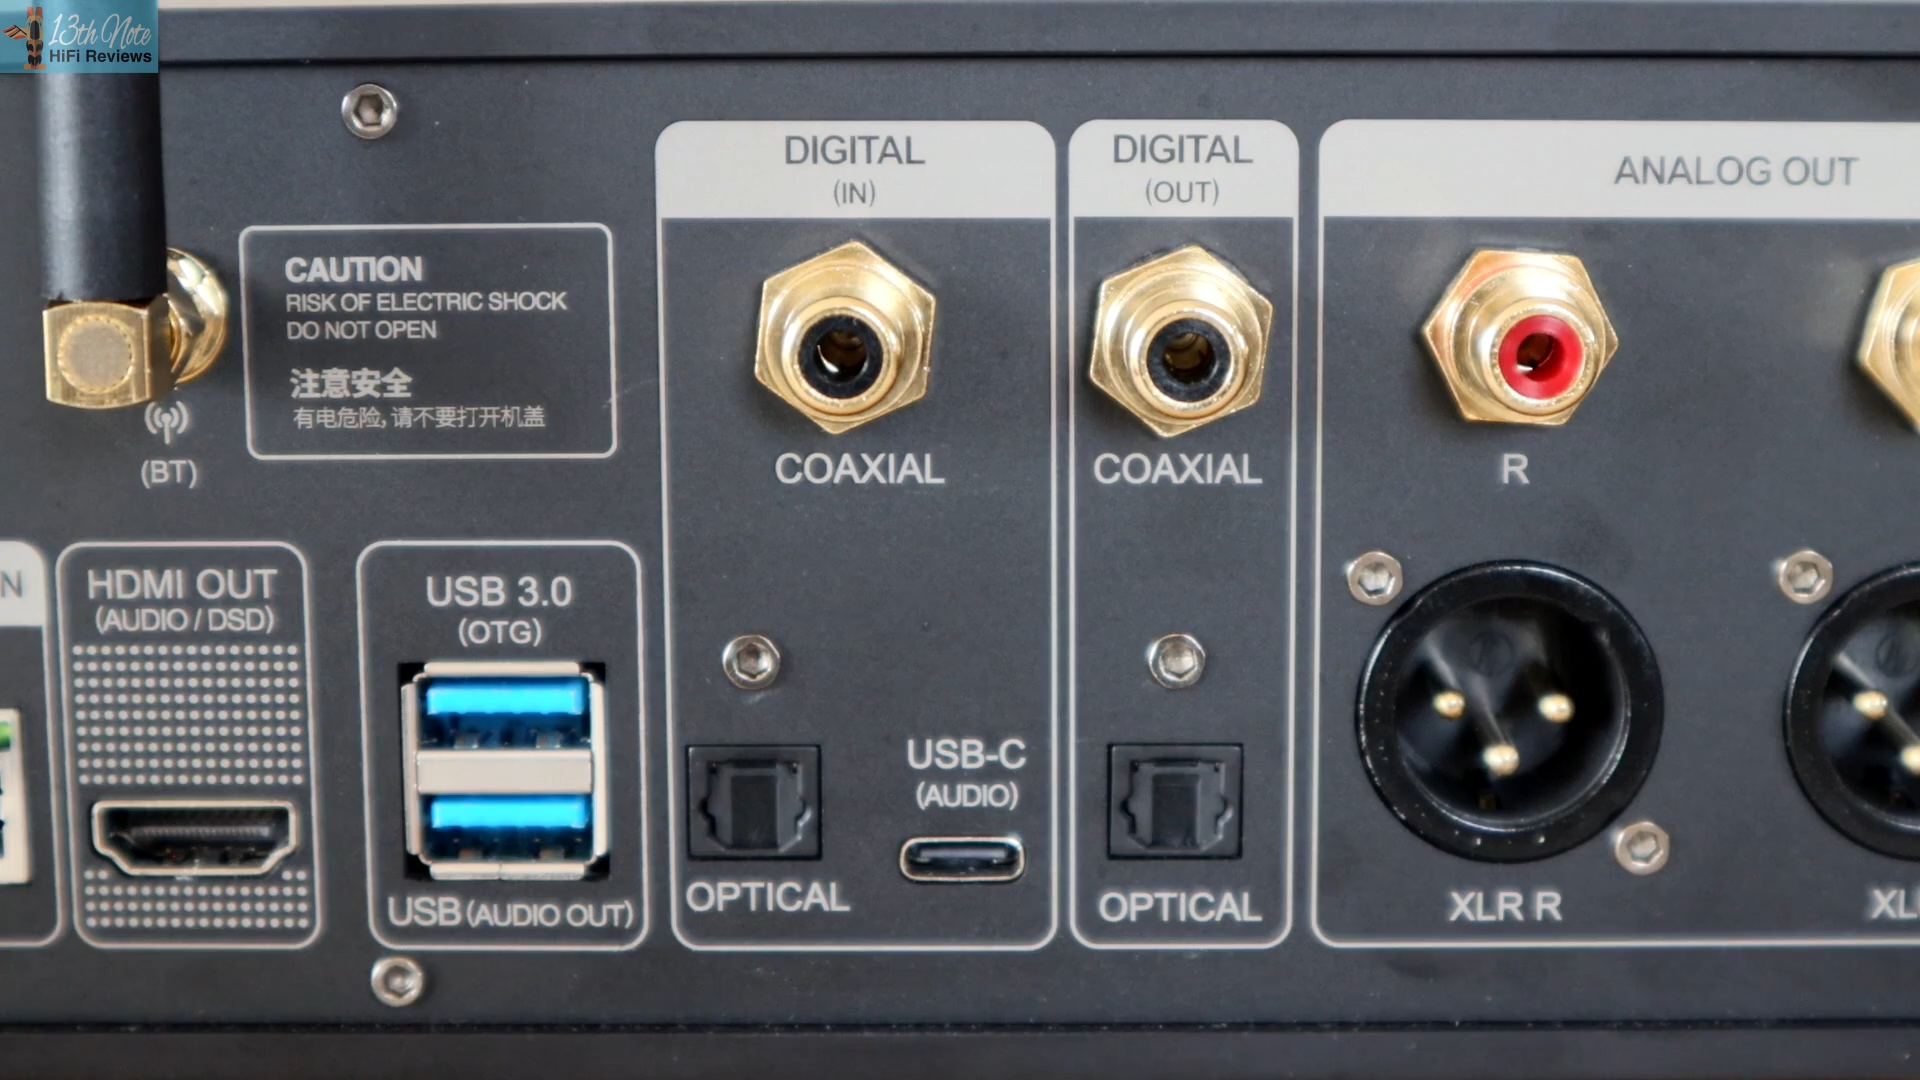 13th Note
HiFi Reviews
CAUTION
RISK OF ELECTRIC SHOCK
DO NOT OPEN
注意安全
有电危险,请不要打开机盖
(BT)
N
HDMI OUT
(AUDIO / DSD)
USB 3.0
(OTG)
USB (AUDIO OUT)
DIGITAL
(IN)
COAXIAL
USB-C
(AUDIO)
OPTICAL
DIGITAL
(OUT)
COAXIAL
OPTICAL
ANALOG OUT
R
XLR R
XL